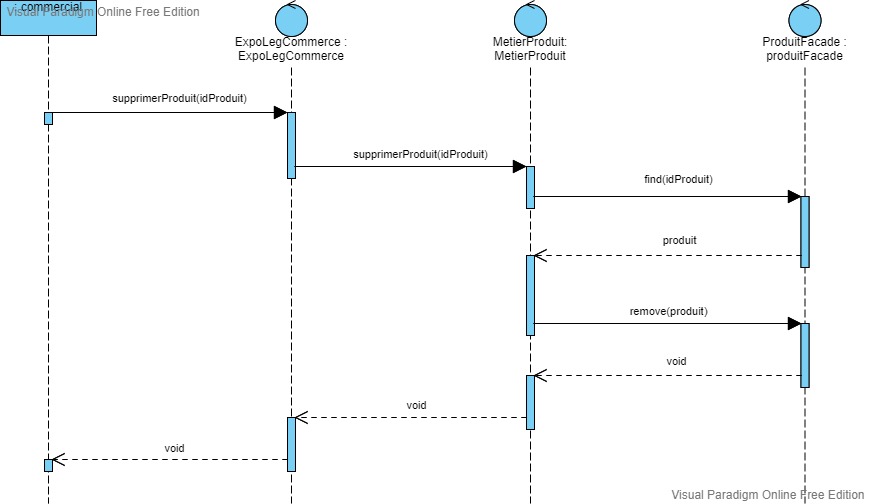 : commercial
Visual Paradigm Online Free Edition
ExpoLegCommerce :
ExpoLegCommerce
MetierProduit:
MetierProduit
ProduitFacade :
produitFacade
supprimerProduit(idProduit)
supprimerProduit(idProduit)
find(idProduit)
produit
remove(produit)
void
void
void
Visual Paradigm Online Free Edition